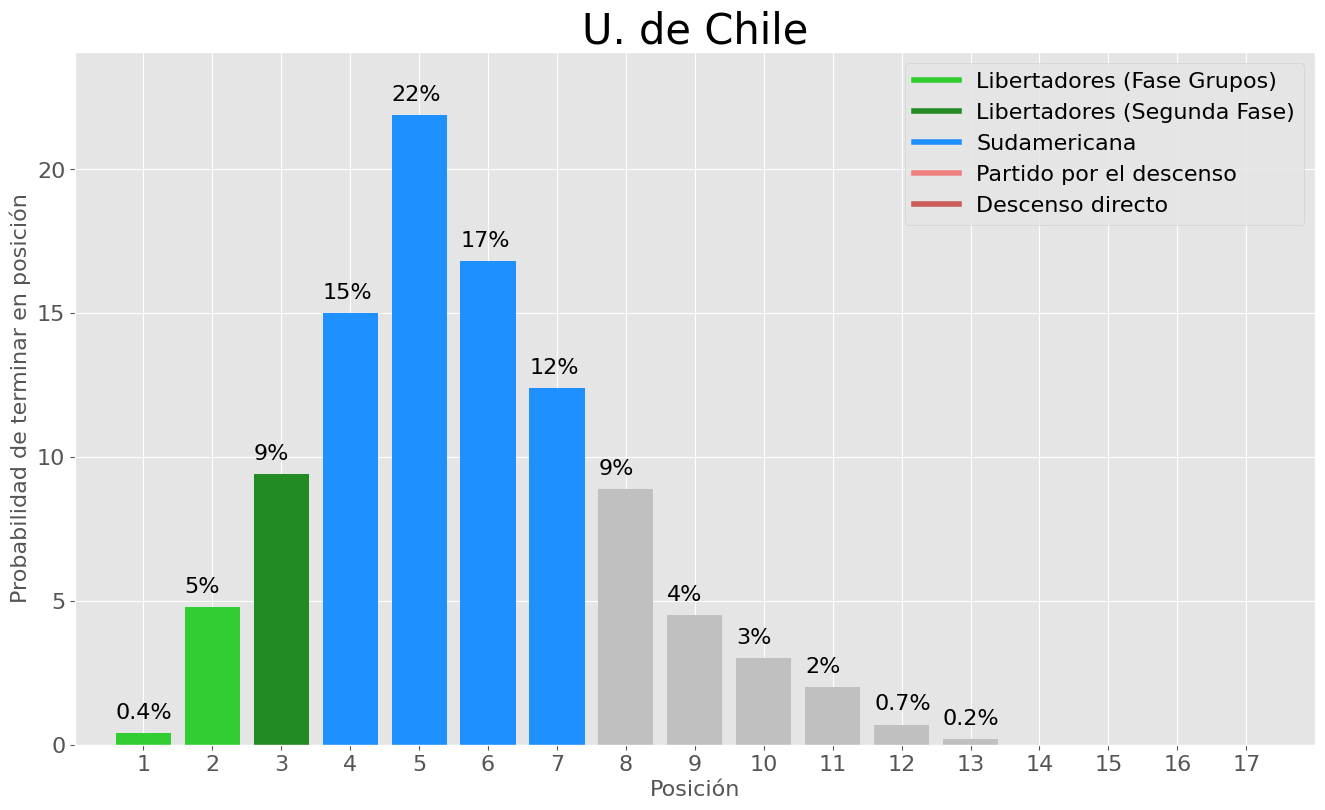 U. de Chile
Libertadores (Fase Grupos)
Libertadores (Segunda Fase)
Sudamericana
Partido por el descenso
Descenso directo
Probabilidad de terminar en posición
20
15
10
5
0
0.4%
5%
9%
15%
22%
17%
12%
9%
4%
3%
2%
0.7%
0.2%
1 2 3 4 5 6 7 8 9 10 11 12 13 14 15 16 17
Posición